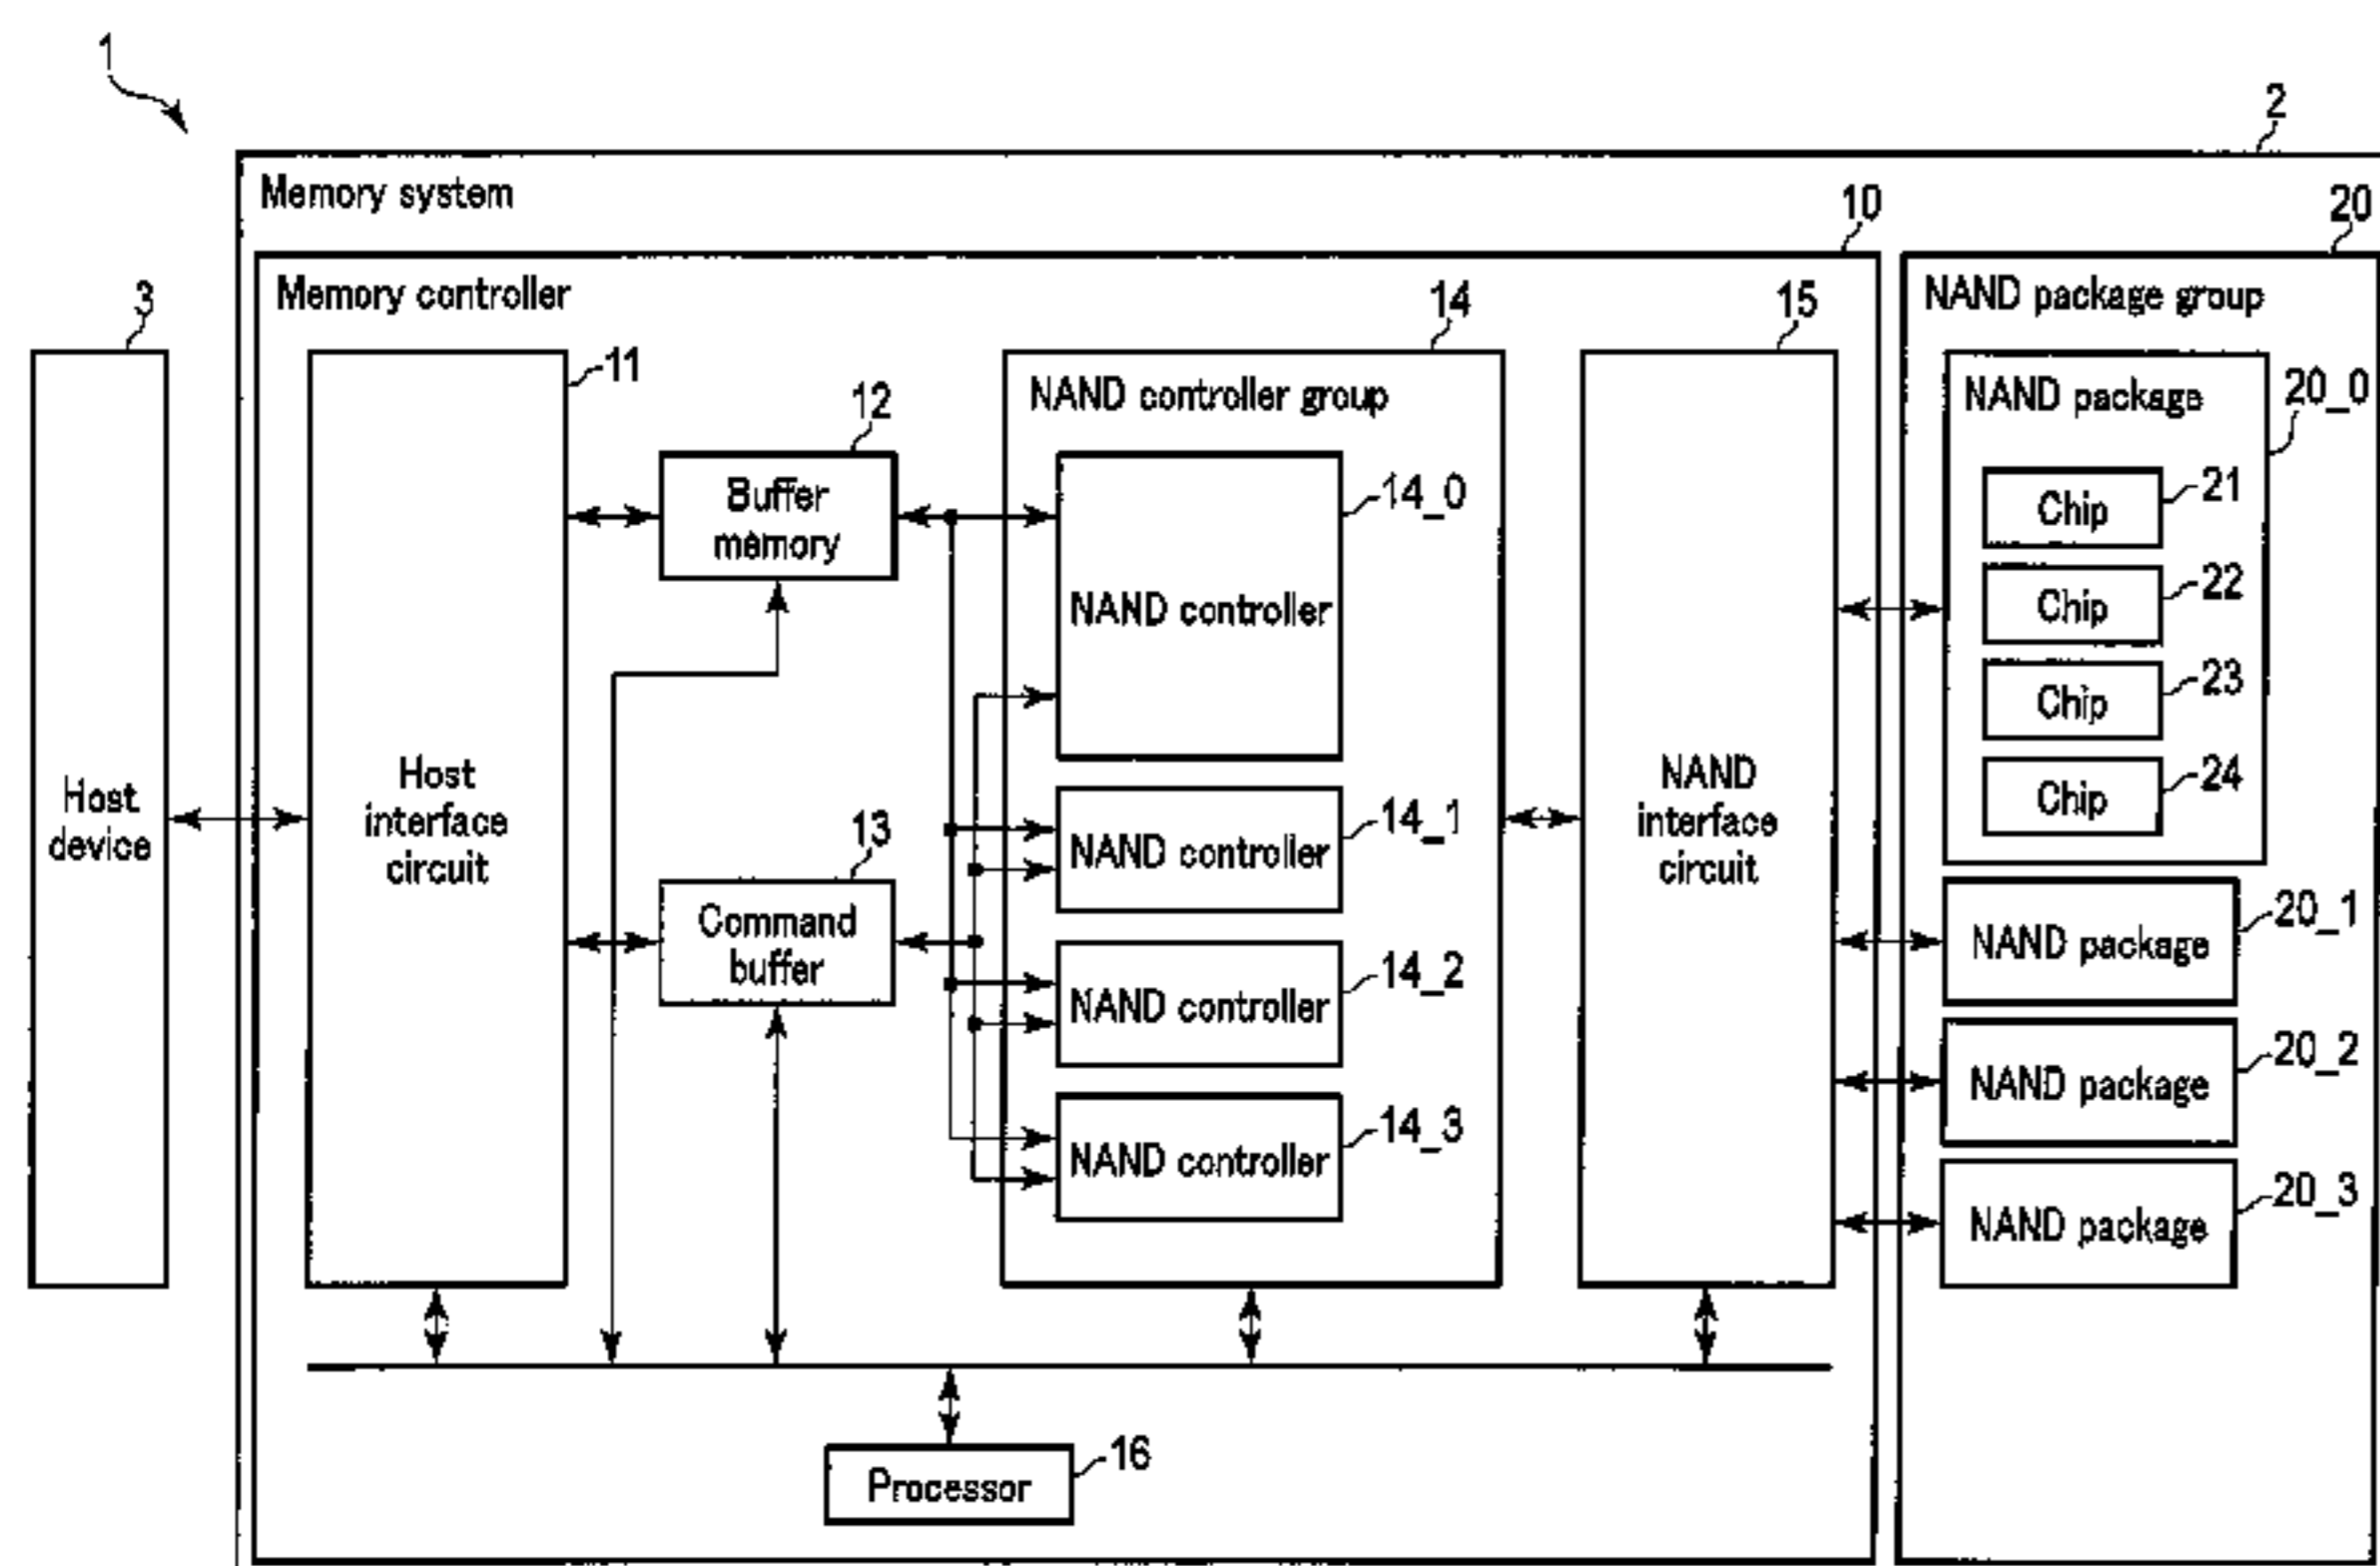 1
2
Memory system
10
20
Memory controller
NAND package group
3
11
14
15
12
NAND controller group
NAND package
20_0
Buffer
memory
14_0
Chip
21
NAND controller
Chip
22
Chip
23
Chip
24
Host
device
Host
interface
circuit
13
Command
buffer
NAND controller
14_1
NAND
interface
circuit
NAND package
20_1
NAND controller
14_2
NAND package
20_2
NAND controller
14_3
NAND package
20_3
Processor
16